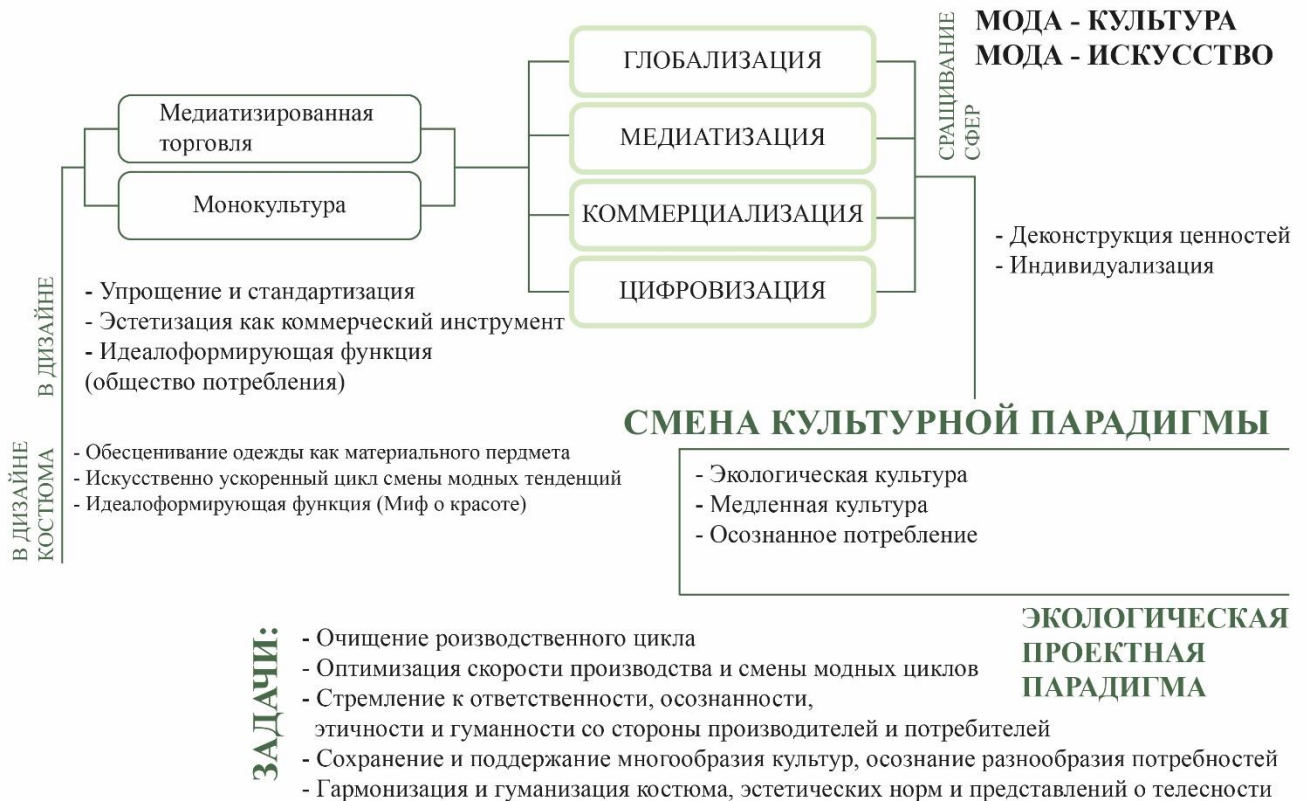 МОДА - КУЛЬТУРА
МОДА - ИСКУССТВО
СРАЩИВАНИЕ
СФЕР
ГЛОБАЛИЗАЦИЯ
МЕДИАТИЗАЦИЯ
КОММЕРЦИАЛИЗАЦИЯ
ЦИФРОВИЗАЦИЯ
Медиатизированная
торговля
Монокультура
- Деконструкция ценностей
- Индивидуализация
В ДИЗАЙНЕ
- Упрощение и стандартизация
- Эстетизация как коммерческий инструмент
- Идеалоформирующая функция
(общество потребления)
В ДИЗАЙНЕ
КОСТЮМА
- Обесценивание одежды как материального пердмета
- Искусственно ускоренный цикл смены модных тенденций
- Идеалоформирующая функция (Миф о красоте)
СМЕНА КУЛЬТУРНОЙ ПАРАДИГМЫ
- Экологическая культура
- Медленная культура
- Осознанное потребление
ЭКОЛОГИЧЕСКАЯ
ПРОЕКТНАЯ
ПАРАДИГМА
ЗАДАЧИ:
- Очищение роизводственного цикла
- Оптимизация скорости производства и смены модных циклов
- Стремление к ответственности, осознанности,
этичности и гуманности со стороны производителей и потребителей
- Сохранение и поддержание многообразия культур, осознание разнообразия потребностей
- Гармонизация и гуманизация костюма, эстетических норм и представлений о телесности